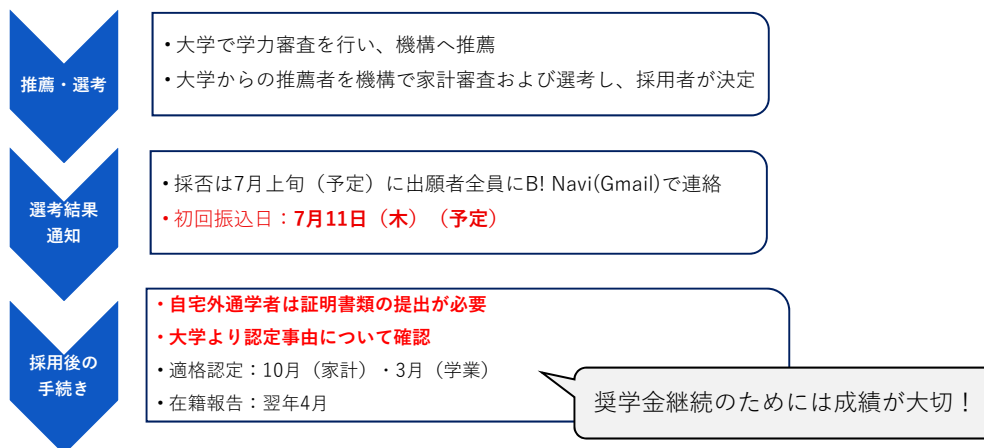 推薦・選考
・大学で学力審査を行い、機構へ推薦
・大学からの推薦者を機構で家計審査および選考し、採用者が決定
選考結果
通知
・採否は7月上旬（予定）に出願者全員にB! Navi(Gmail)で連絡
・初回振込日：7月11日（木）（予定）
採用後の
手続き
・自宅外通学者は証明書類の提出が必要
・大学より認定事由について確認
・適格認定：10月（家計）・3月（学業）
・在籍報告：翌年4月
奨学金継続のためには成績が大切！